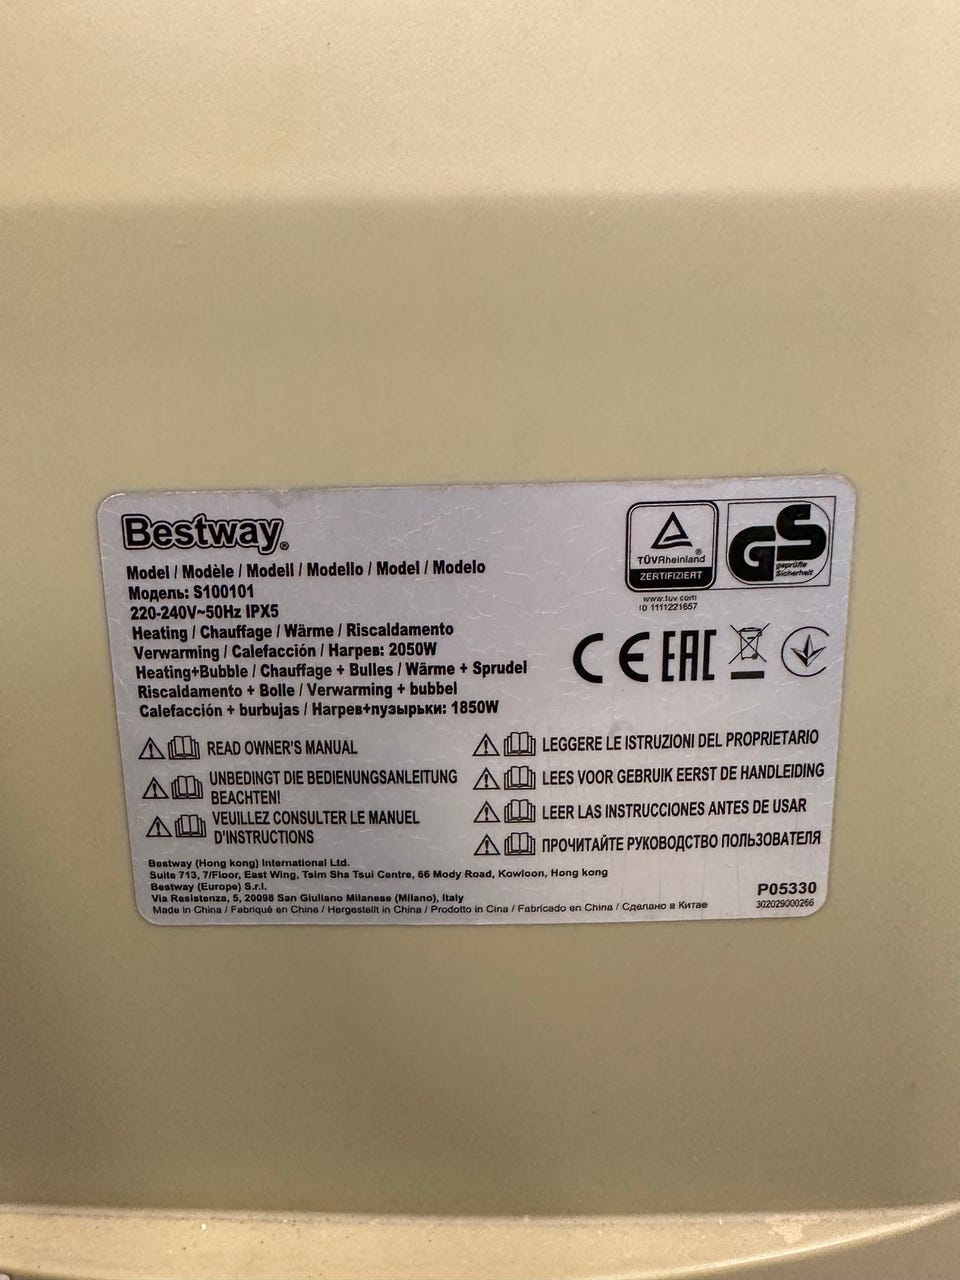 Bestway®
Model / Modèle / Modell / Modello / Model / Modelo
Модель: S100101
220-240V~50Hz IPX5
Heating / Chauffage / Wärme / Riscaldamento
Verwarming / Calefacción / Нагрев: 2050W
Heating+Bubble / Chauffage + Bulles / Wärme + Sprudel
Riscaldamento + Bolle / Verwarming + bubbel
Calefacción + burbujas / Нагрев+пузырьки: 1850W
TÜVRheinland®
ZERTIFIZIERT
GS
geprüfte
Sicherheit
www.tuv.com
ID 1111221657
CE EAC
READ OWNER'S MANUAL
UNBEDINGT DIE BEDIENUNGSANLEITUNG
BEACHTEN!
VEUILLEZ CONSULTER LE MANUEL
D'INSTRUCTIONS
LEGGERE LE ISTRUZIONI DEL PROPRIETARIO
LEES VOOR GEBRUIK EERST DE HANDLEIDING
LEER LAS INSTRUCCIONES ANTES DE USAR
ПРОЧИТАЙТЕ РУКОВОДСТВО ПОЛЬЗОВАТЕЛЯ
Bestway (Hong kong) International Ltd.
Suite 713, 7/Floor, East Wing, Tsim Sha Tsui Centre, 66 Mody Road, Kowloon, Hong kong
Bestway (Europe) S.r.l.
Via Resistenza, 5, 20098 San Giuliano Milanese (Milano), Italy
Made in China / Fabriqué en Chine / Hergestellt in China / Prodotto in Cina / Fabricado en China / Сделано в Китае
P05330
302029000266